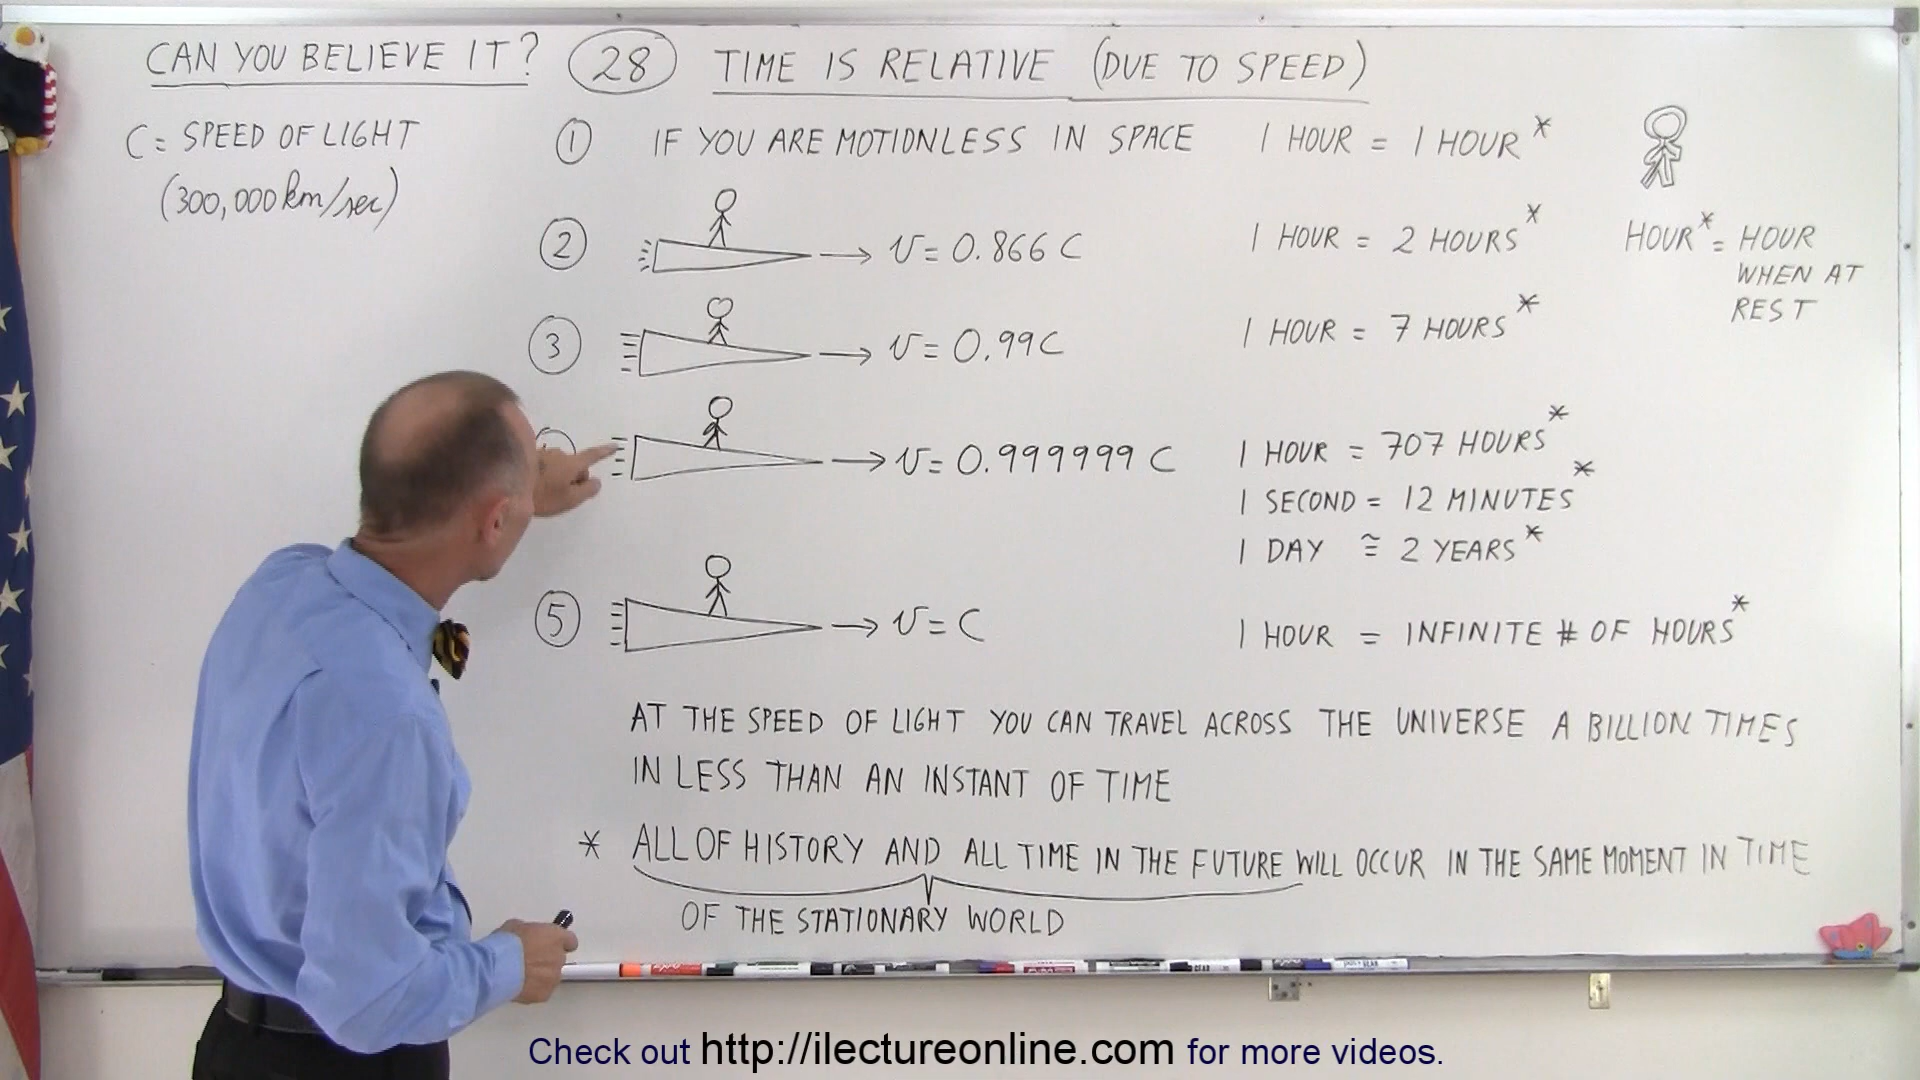 CAN YOU BELIEVE IT? 28 TIME IS RELATIVE (DUE TO SPEED)
C = SPEED OF LIGHT
(300,000 km/sec)
1 IF YOU ARE MOTIONLESS IN SPACE 1 HOUR = 1 HOUR*
2 v = 0.866 C 1 HOUR = 2 HOURS*
HOUR* = HOUR
WHEN AT
REST
3 v = 0.99 C 1 HOUR = 7 HOURS*
v = 0.999999 C 1 HOUR = 707 HOURS*
1 SECOND = 12 MINUTES*
1 DAY ≅ 2 YEARS*
5 v = C 1 HOUR = INFINITE # OF HOURS*
AT THE SPEED OF LIGHT YOU CAN TRAVEL ACROSS THE UNIVERSE A BILLION TIMES
IN LESS THAN AN INSTANT OF TIME
* ALL OF HISTORY AND ALL TIME IN THE FUTURE WILL OCCUR IN THE SAME MOMENT IN TIME
OF THE STATIONARY WORLD
Check out http://ilectureonline.com for more videos.